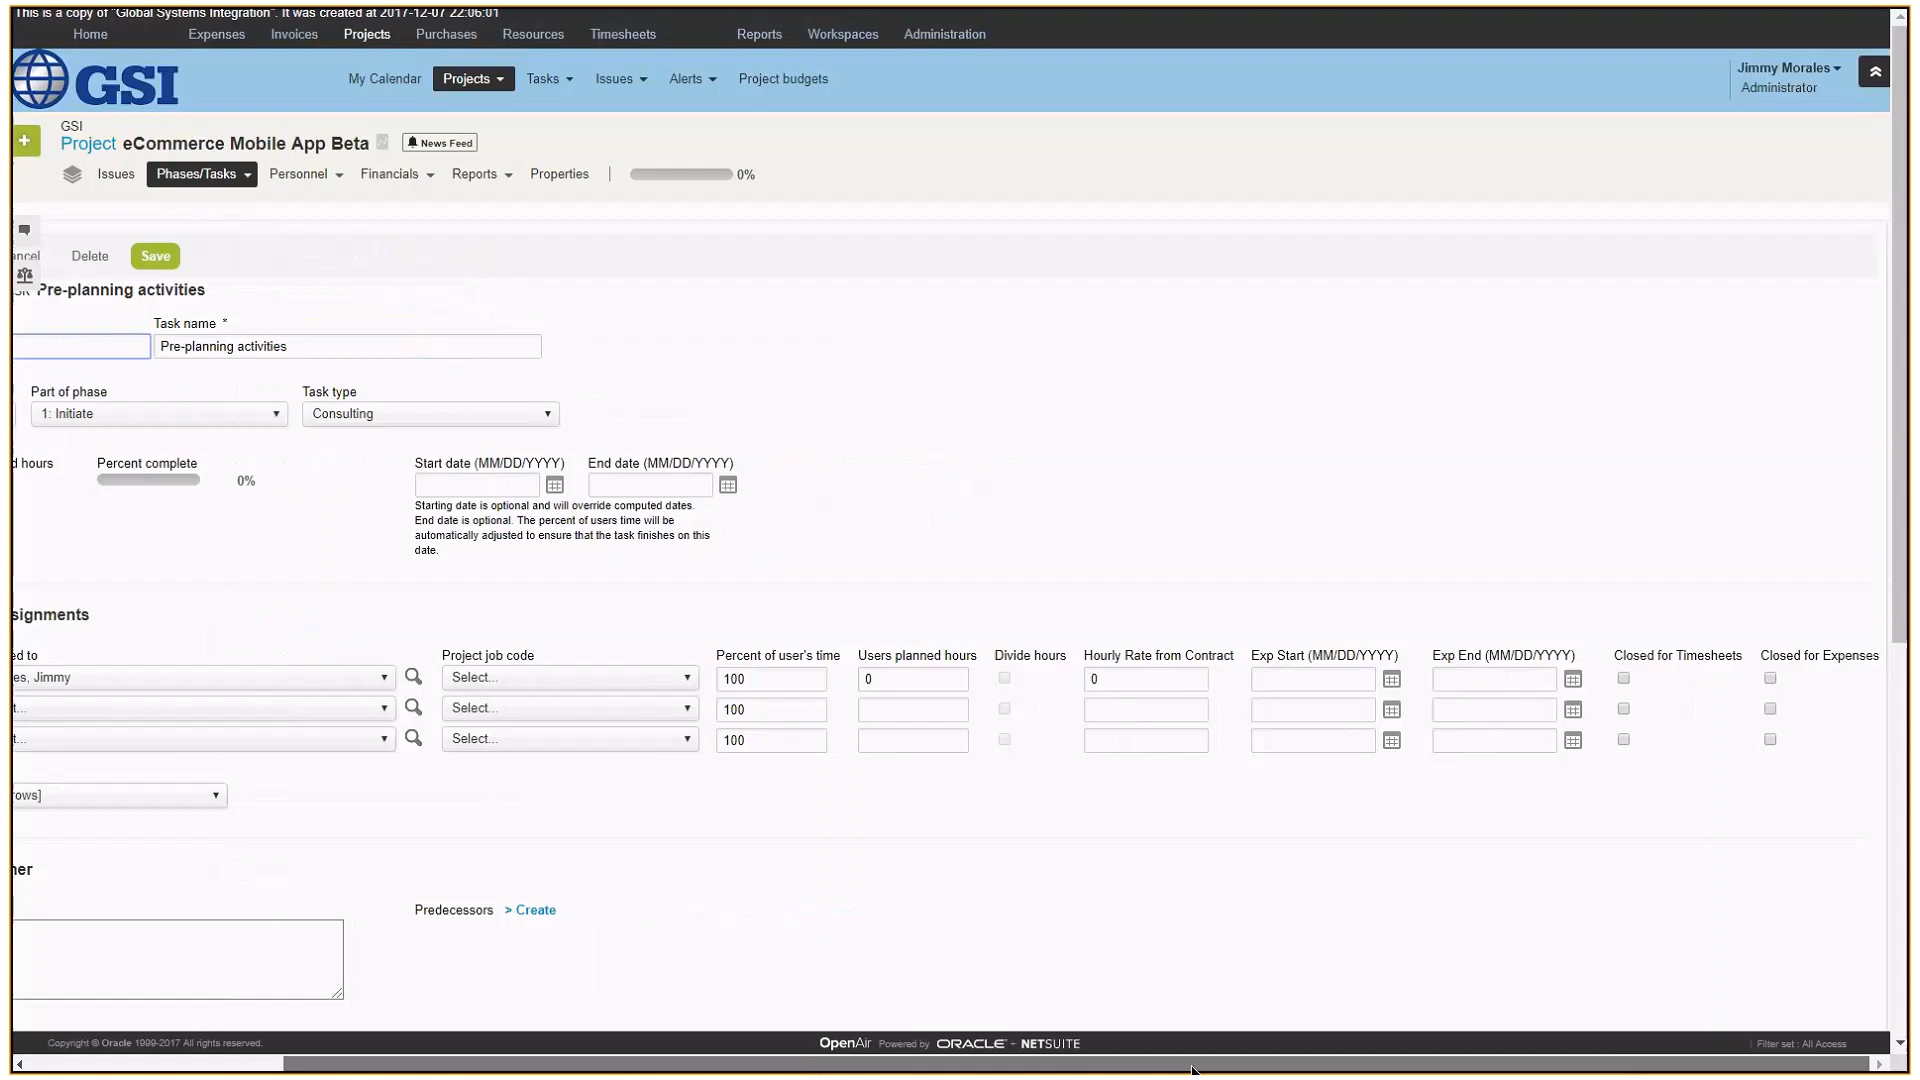 This is a copy of "Global Systems Integration". It was created at 2017-12-07 22:06:01
Home Expenses Invoices Projects Purchases Resources Timesheets Reports Workspaces Administration
GSI My Calendar Projects Tasks Issues Alerts Project budgets Jimmy Morales
Administrator
GSI
Project eCommerce Mobile App Beta News Feed
Issues Phases/Tasks Personnel Financials Reports Properties 0%
ancel Delete Save
Pre-planning activities
Task name *
Pre-planning activities
Part of phase Task type
1: Initiate Consulting
d hours Percent complete Start date (MM/DD/YYYY) End date (MM/DD/YYYY)
0%
Starting date is optional and will override computed dates.
End date is optional. The percent of users time will be
automatically adjusted to ensure that the task finishes on this
date.
signments
ed to Project job code Percent of user's time Users planned hours Divide hours Hourly Rate from Contract Exp Start (MM/DD/YYYY) Exp End (MM/DD/YYYY) Closed for Timesheets Closed for Expenses
es, Jimmy Select... 100 0 0
t... Select... 100
t... Select... 100
rows]
ner
Predecessors > Create
Copyright © Oracle 1999-2017 All rights reserved. OpenAir Powered by ORACLE + NETSUITE | Filter set : All Access